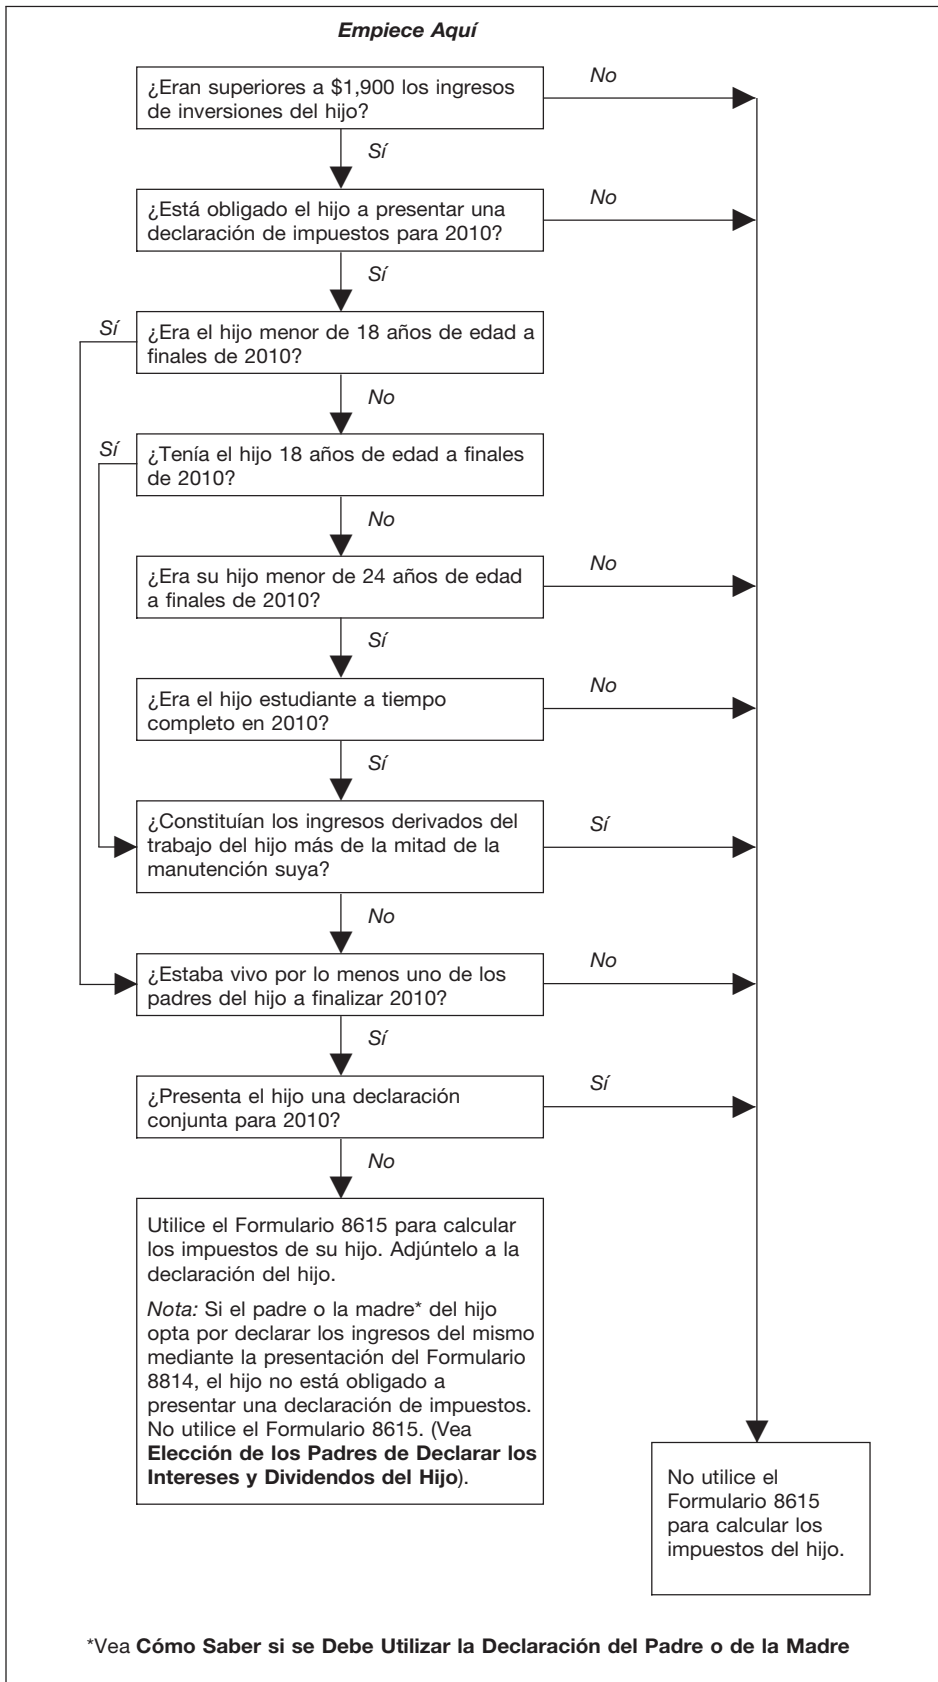 Empiece Aquí
¿Eran superiores a $1,900 los ingresos
de inversiones del hijo?
No
Sí
¿Está obligado el hijo a presentar una
declaración de impuestos para 2010?
No
Sí
Sí
¿Era el hijo menor de 18 años de edad a
finales de 2010?
No
Sí
¿Tenía el hijo 18 años de edad a finales
de 2010?
No
¿Era su hijo menor de 24 años de edad
a finales de 2010?
No
Sí
¿Era el hijo estudiante a tiempo
completo en 2010?
No
Sí
¿Constituían los ingresos derivados del
trabajo del hijo más de la mitad de la
manutención suya?
Sí
No
¿Estaba vivo por lo menos uno de los
padres del hijo a finalizar 2010?
No
Sí
¿Presenta el hijo una declaración
conjunta para 2010?
Sí
No
Utilice el Formulario 8615 para calcular
los impuestos de su hijo. Adjúntelo a la
declaración del hijo.
Nota: Si el padre o la madre* del hijo
opta por declarar los ingresos del mismo
mediante la presentación del Formulario
8814, el hijo no está obligado a
presentar una declaración de impuestos.
No utilice el Formulario 8615. (Vea
Elección de los Padres de Declarar los
Intereses y Dividendos del Hijo).
No utilice el
Formulario 8615
para calcular los
impuestos del hijo.
*Vea Cómo Saber si se Debe Utilizar la Declaración del Padre o de la Madre